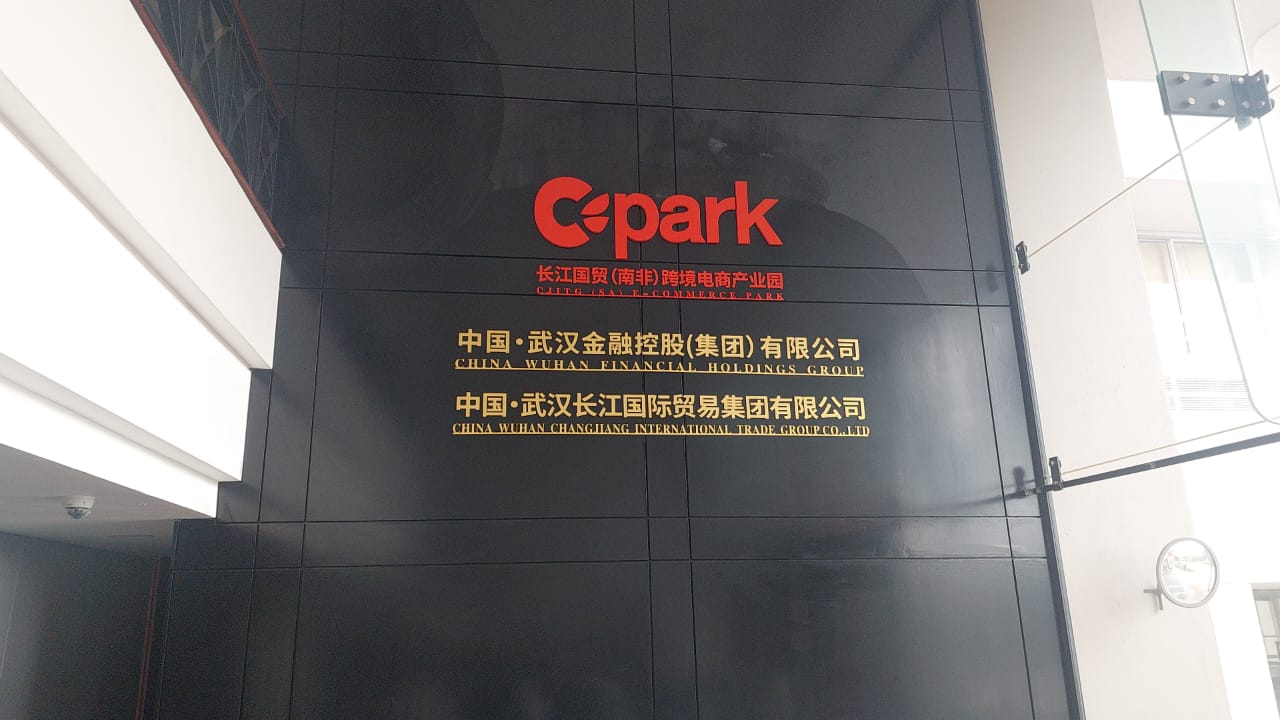 C-park
长江国贸(南非)跨境电商产业园
CJITG (SA) E-COMMERCE PARK
中国·武汉金融控股(集团)有限公司
CHINA WUHAN FINANCIAL HOLDINGS GROUP
中国·武汉长江国际贸易集团有限公司
CHINA WUHAN CHANGJIANG INTERNATIONAL TRADE GROUP CO., LTD